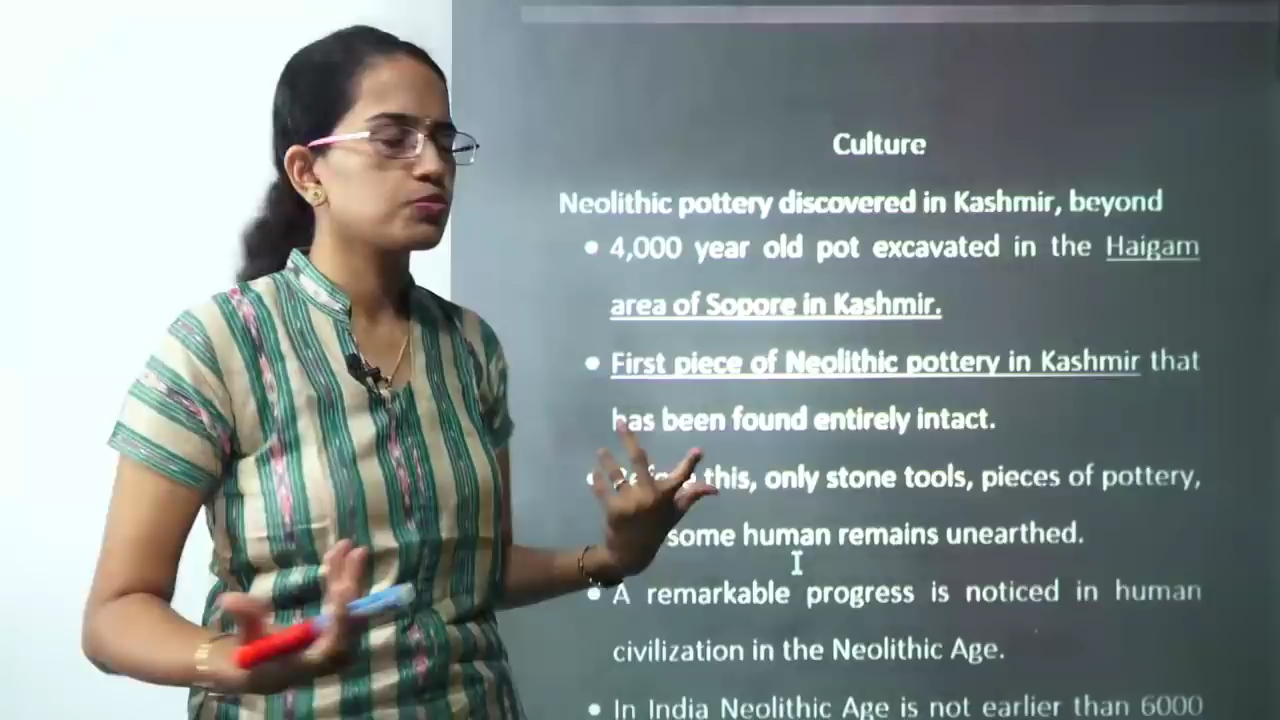 Culture
Neolithic pottery discovered in Kashmir, beyond
• 4,000 year old pot excavated in the Haigam
area of Sopore in Kashmir.
• First piece of Neolithic pottery in Kashmir that
has been found entirely intact.
• this, only stone tools, pieces of pottery,
some human remains unearthed.
• A remarkable progress is noticed in human
civilization in the Neolithic Age.
• In India Neolithic Age is not earlier than 6000